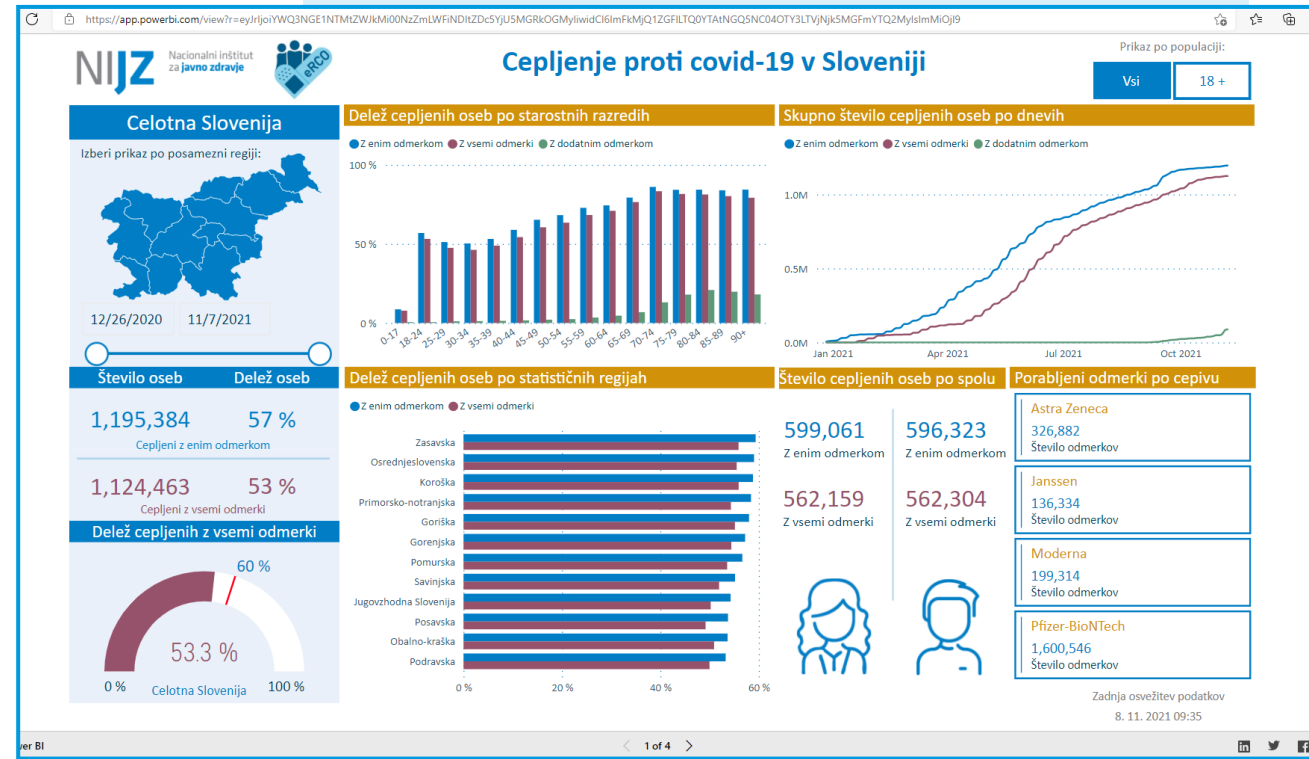 https://app.powerbi.com/view?r=eyJrIjoiYWQ3NGE1NTMtZWJkMi00NzZmLWFiNDItZDc5YjU5MGRkOGMyIiwidCI6ImFkMjQ1ZGFlLTQ0YTAtNGQ5NC04OTY3LTVjNjk5MGFmYTQ2MyIsImMiOjl9
NIJZ
Nacionalni inštitut
za javno zdravje
eRCO
Cepljenje proti covid-19 v Sloveniji
Prikaz po populaciji:
Vsi
18 +
Celotna Slovenija
Izberi prikaz po posamezni regiji:
12/26/2020
11/7/2021
Delež cepljenih oseb po starostnih razredih
Z enim odmerkom
Z vsemi odmerki
Z dodatnim odmerkom
100 %
50 %
0 %
0-17
18-24
25-29
30-34
35-39
40-44
45-49
50-54
55-59
60-64
65-69
70-74
75-79
80-84
85-89
90+
Skupno število cepljenih oseb po dnevih
Z enim odmerkom
Z vsemi odmerki
Z dodatnim odmerkom
1.0M
0.5M
0.0M
Jan 2021
Apr 2021
Jul 2021
Oct 2021
Število oseb
Delež oseb
1,195,384
57 %
Cepljeni z enim odmerkom
1,124,463
53 %
Cepljeni z vsemi odmerki
Delež cepljenih z vsemi odmerki
60 %
53.3 %
0 %
Celotna Slovenija
100 %
Delež cepljenih oseb po statističnih regijah
Z enim odmerkom
Z vsemi odmerki
Zasavska
Osrednjeslovenska
Koroška
Primorsko-notranjska
Goriška
Gorenjska
Pomurska
Savinjska
Jugovzhodna Slovenija
Posavska
Obalno-kraška
Podravska
0 %
20 %
40 %
60 %
Število cepljenih oseb po spolu
599,061
Z enim odmerkom
596,323
Z enim odmerkom
562,159
Z vsemi odmerki
562,304
Z vsemi odmerki
Porabljeni odmerki po cepivu
Astra Zeneca
326,882
Število odmerkov
Janssen
136,334
Število odmerkov
Moderna
199,314
Število odmerkov
Pfizer-BioNTech
1,600,546
Število odmerkov
Zadnja osvežitev podatkov
8. 11. 2021 09:35
wer BI
1 of 4